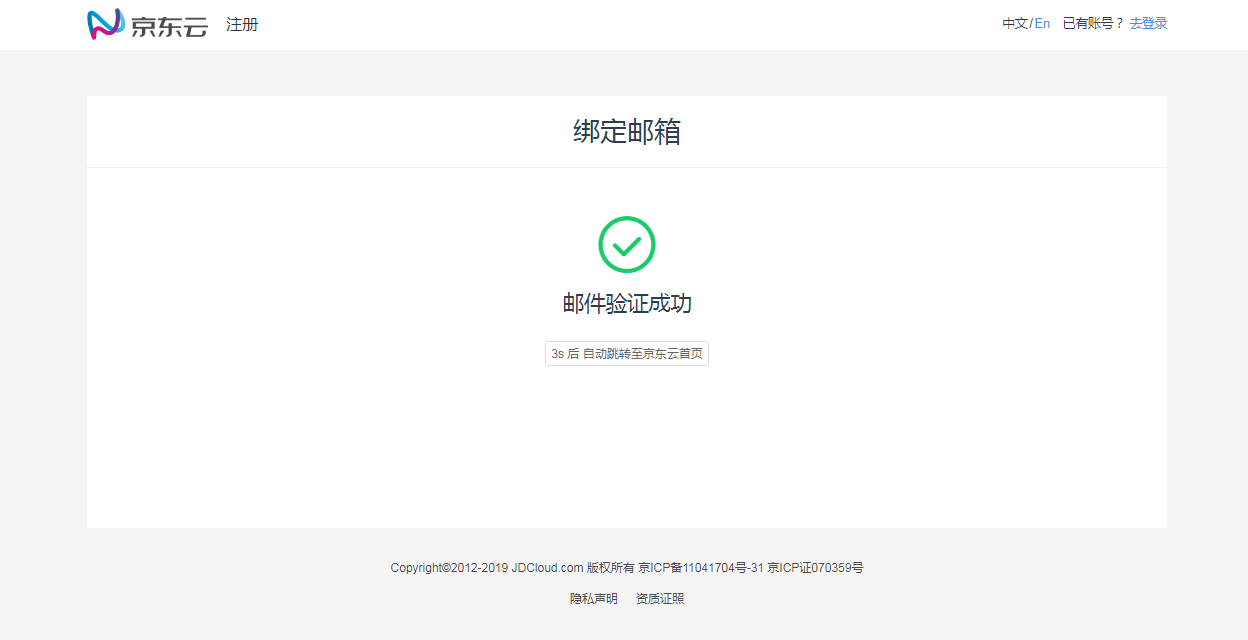 京东云 注册 中文/En 已有账号？去登录
绑定邮箱
邮件验证成功
3s 后 自动跳转至京东云首页
Copyright©2012-2019 JDCloud.com 版权所有 京ICP备11041704号-31 京ICP证070359号
隐私声明 资质证照